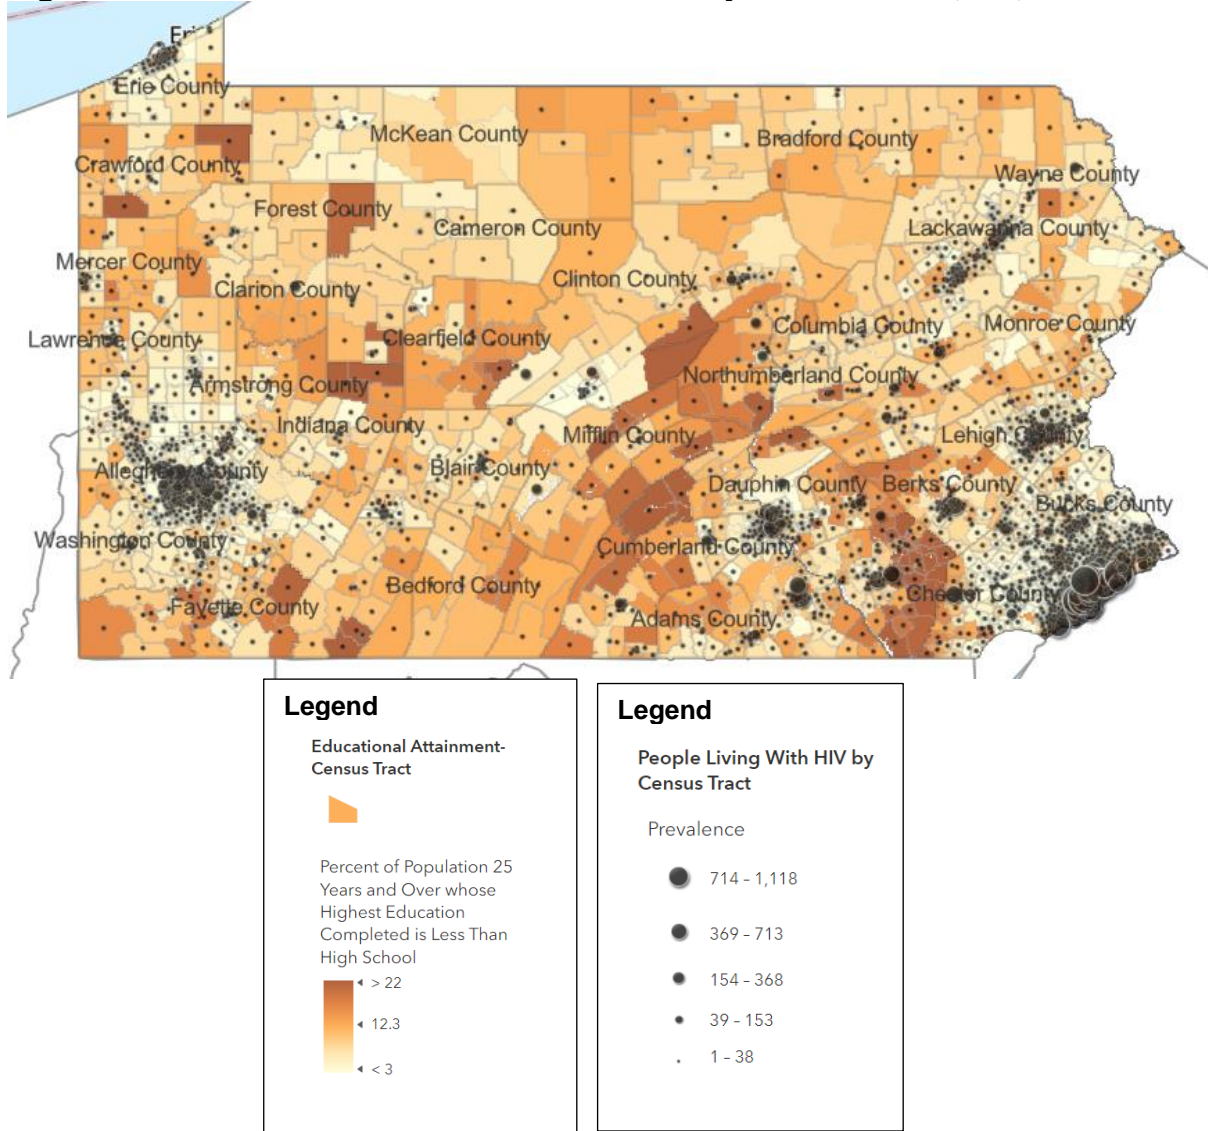 Erie County
McKean County
Bradford County
Crawford County
Wayne County
Forest County
Cameron County
Lackawanna County
Mercer County
Clinton County
Clarion County
Columbia County
Monroe County
Lawrence County
Clearfield County
Northumberland County
Armstrong County
Indiana County
Mifflin County
Lehigh County
Allegheny County
Blair County
Dauphin County
Berks County
Bucks County
Washington County
Cumberland County
Bedford County
Chester County
Fayette County
Adams County
Legend
Educational Attainment-
Census Tract
Percent of Population 25
Years and Over whose
Highest Education
Completed is Less Than
High School
> 22
12.3
< 3
Legend
People Living With HIV by
Census Tract
Prevalence
714 – 1,118
369 – 713
154 – 368
39 – 153
1 – 38